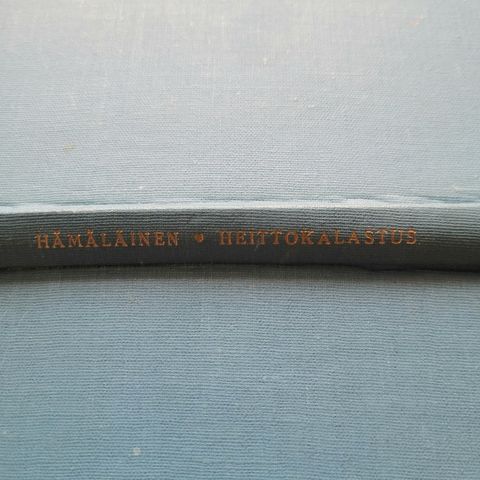 HÄMÄLÄINEN • HEITTOKALASTUS